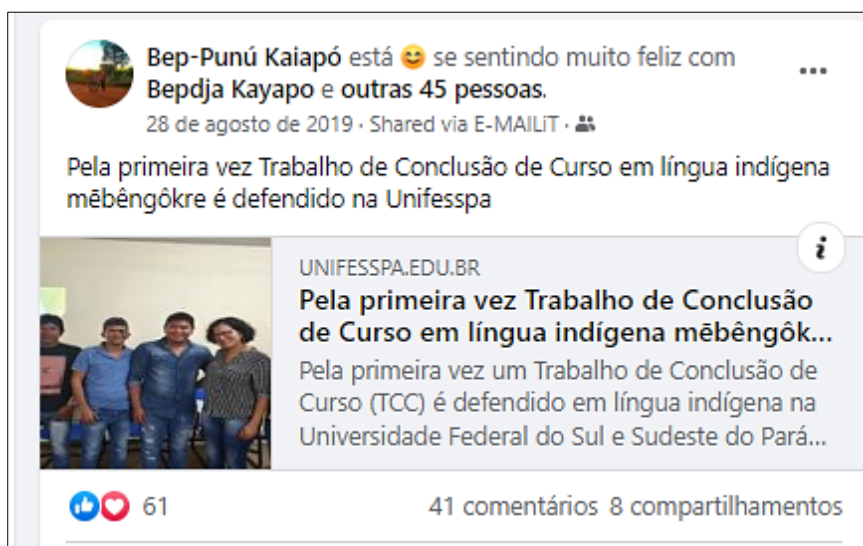 Bep-Punú Kaiapó está 😊 se sentindo muito feliz com
Bepdja Kayapo e outras 45 pessoas.
28 de agosto de 2019 · Shared via E-MAILiT ·
Pela primeira vez Trabalho de Conclusão de Curso em língua indígena
mẽbêngôkre é defendido na Unifesspa
UNIFESSPA.EDU.BR
Pela primeira vez Trabalho de Conclusão
de Curso em língua indígena mẽbêngôk...
Pela primeira vez um Trabalho de Conclusão de
Curso (TCC) é defendido em língua indígena na
Universidade Federal do Sul e Sudeste do Pará...
61
41 comentários 8 compartilhamentos